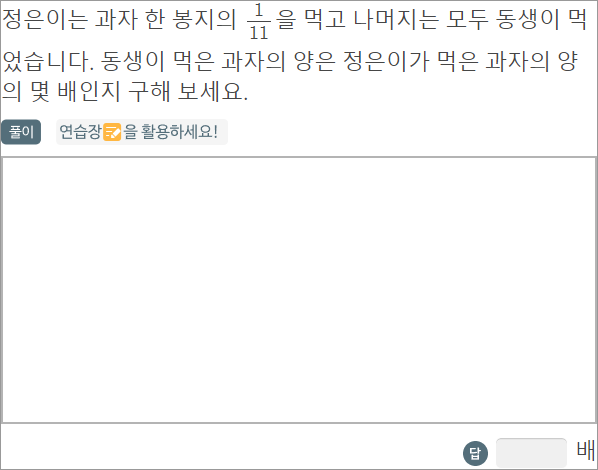 정은이는 과자 한 봉지의 1/11을 먹고 나머지는 모두 동생이 먹
었습니다. 동생이 먹은 과자의 양은 정은이가 먹은 과자의 양
의 몇 배인지 구해 보세요.
풀이 연습장을 활용하세요!
답 배